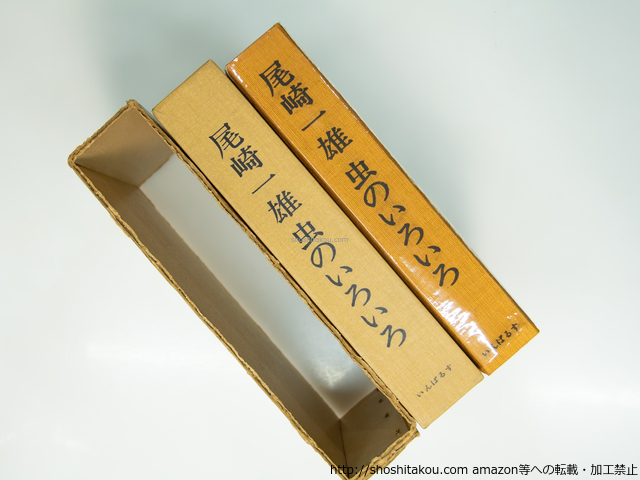 尾崎一雄 虫のいろいろ
いんぱるす
尾崎一雄 虫のいろいろ
いんぱるす
http://shoshitakou.com amazon等への転載・加工禁止